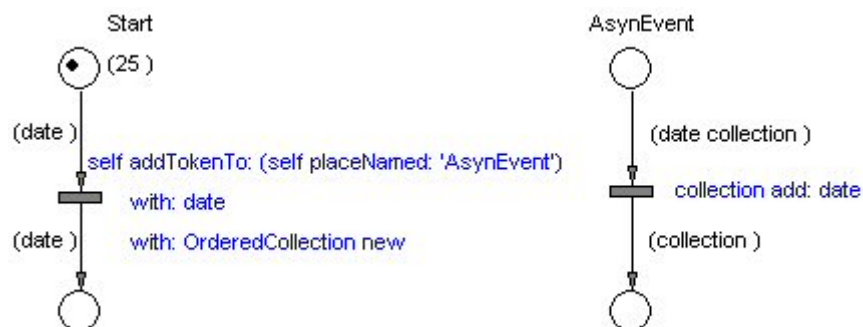 Start
AsynEvent
(25 )
(date )
(date collection )
self addTokenTo: (self placeNamed: 'AsynEvent')
with: date
collection add: date
(date )
with: OrderedCollection new
(collection )